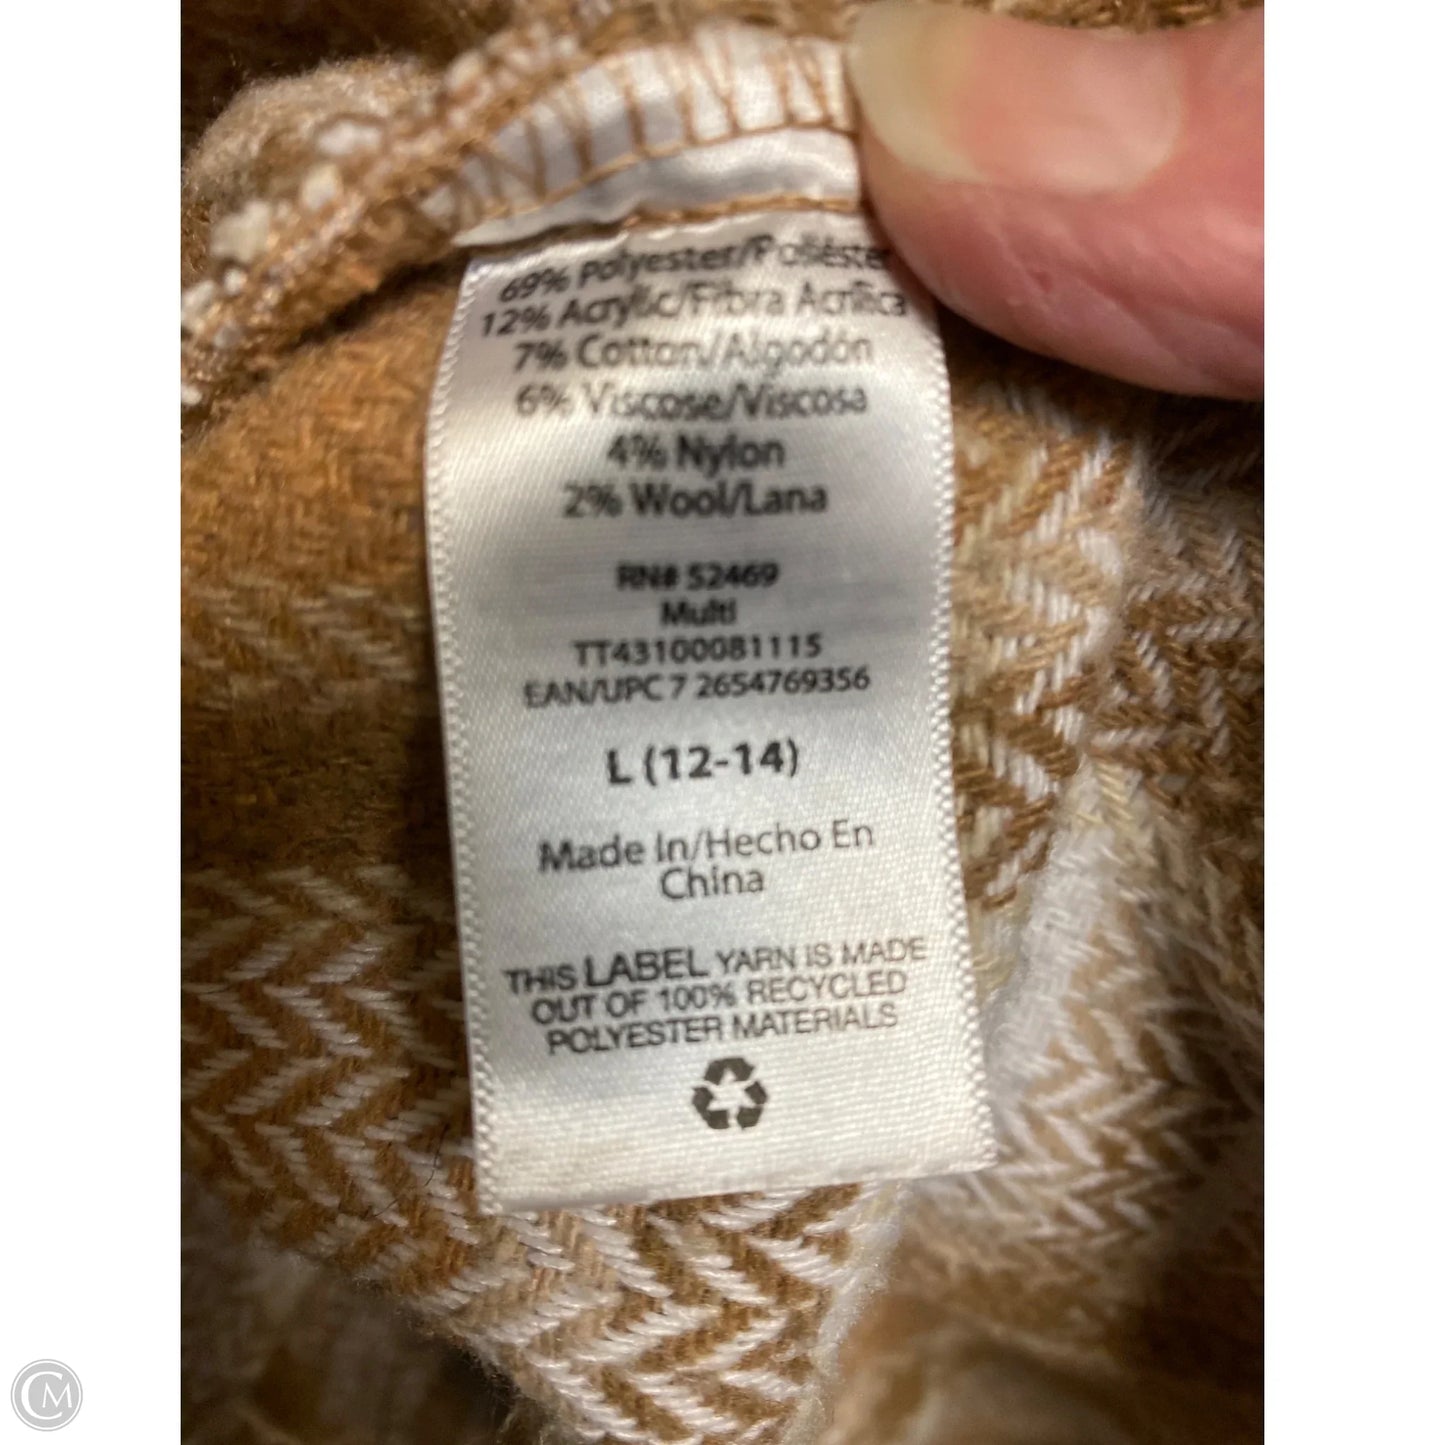 69% Polyester/Poliéster
12% Acrylic/Fibra Acrílica
7% Cotton/Algodón
6% Viscose/Viscosa
4% Nylon
2% Wool/Lana
RN# 52469
Multi
TT43100081115
EAN/UPC 7 2654769356
L (12-14)
Made In/Hecho En
China
THIS LABEL YARN IS MADE
OUT OF 100% RECYCLED
POLYESTER MATERIALS
CM